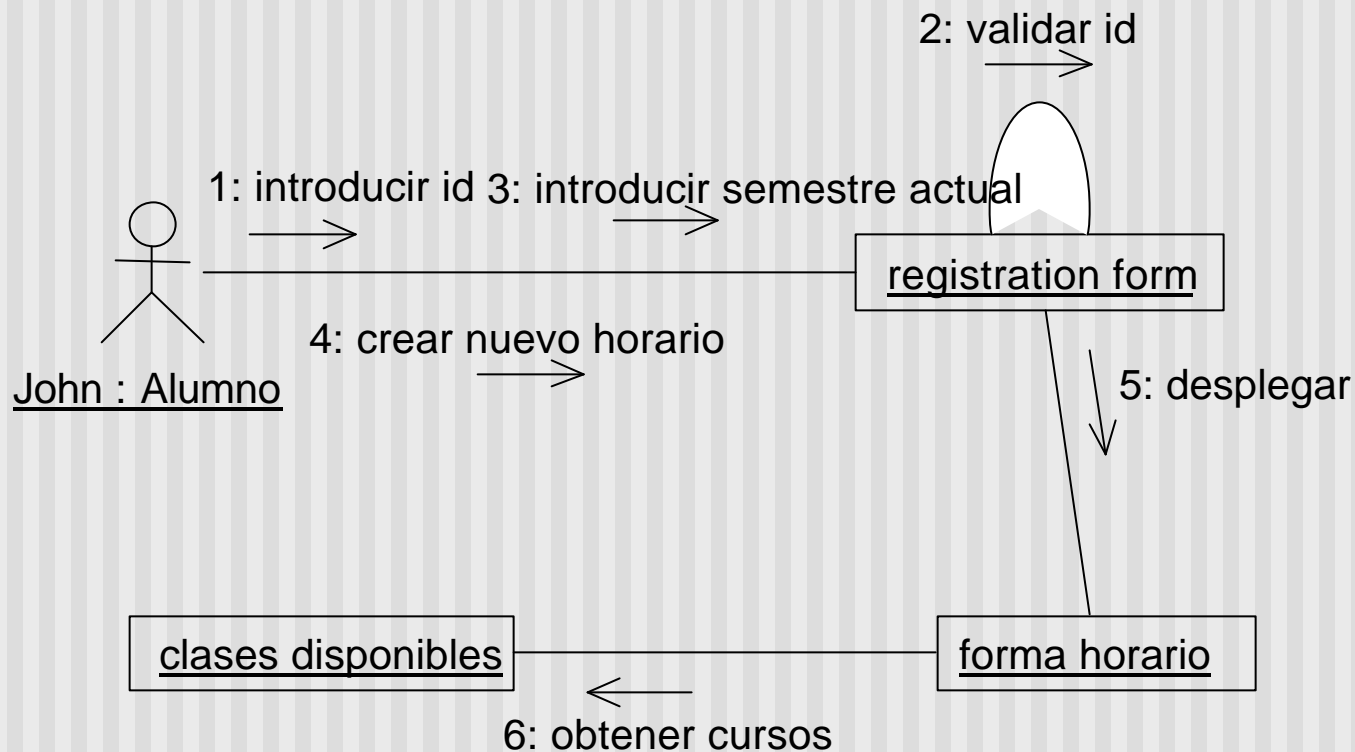 2: validar id
1: introducir id
3: introducir semestre actual
registration form
4: crear nuevo horario
John : Alumno
5: desplegar
clases disponibles
forma horario
6: obtener cursos